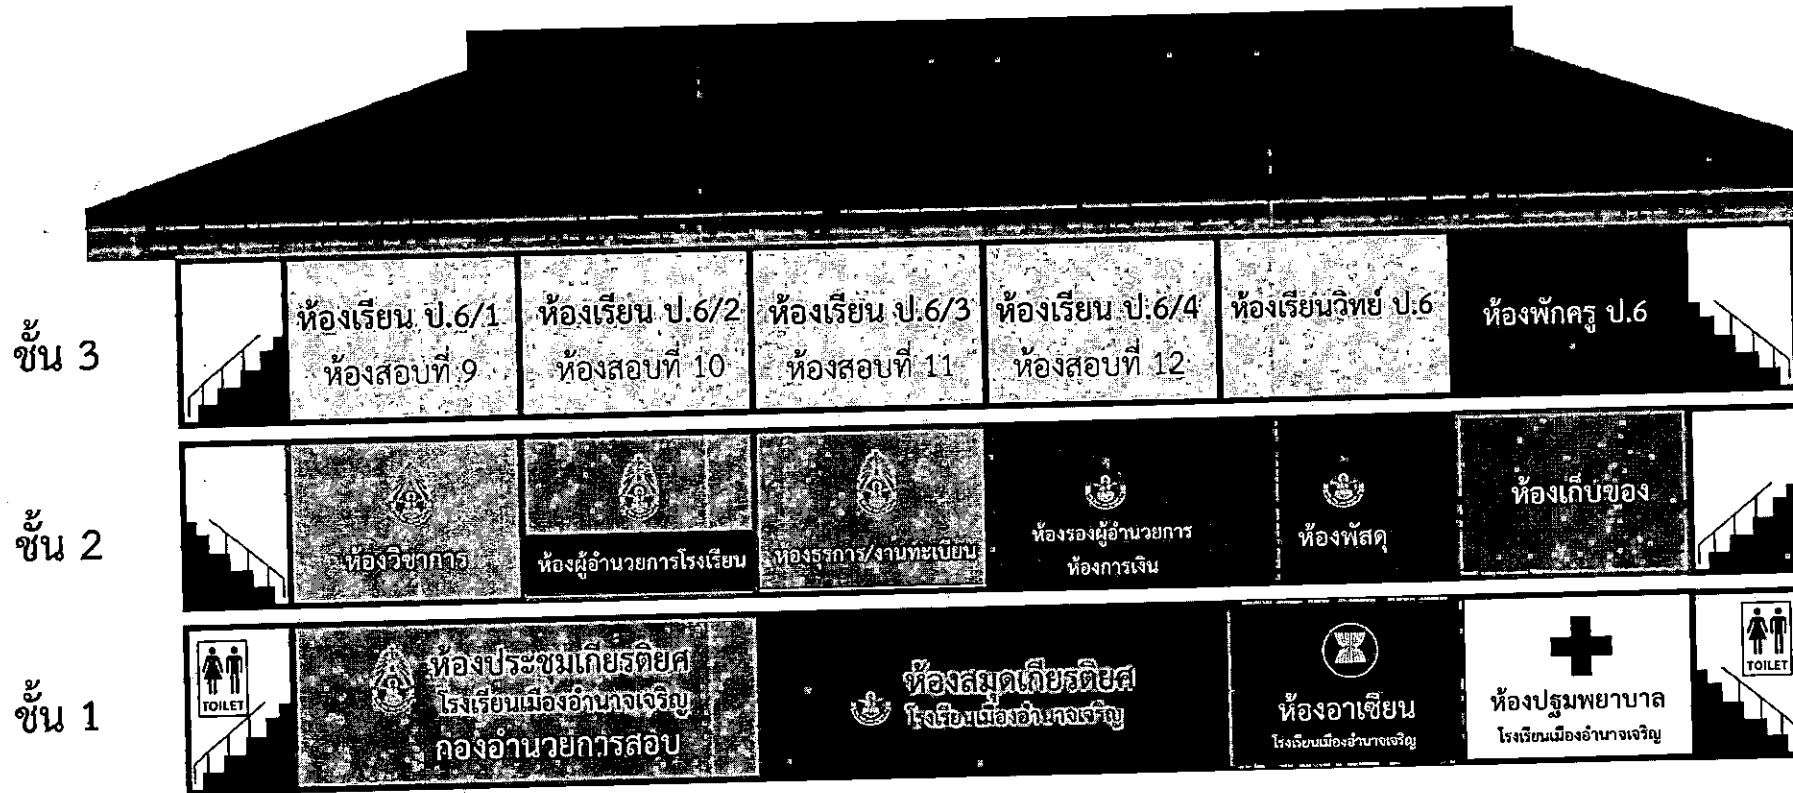 ชั้น 3
ห้องเรียน ป.6/1
ห้องสอบที่ 9
ห้องเรียน ป.6/2
ห้องสอบที่ 10
ห้องเรียน ป.6/3
ห้องสอบที่ 11
ห้องเรียน ป.6/4
ห้องสอบที่ 12
ห้องเรียนวิทย์ ป.6
ห้องพักครู ป.6
ชั้น 2
ห้องวิชาการ
ห้องผู้อำนวยการโรงเรียน
ห้องธุรการ/งานทะเบียน
ห้องรองผู้อำนวยการ
ห้องการเงิน
ห้องพัสดุ
ห้องเก็บของ
ชั้น 1
TOILET
ห้องประชุมเกียรติยศ
โรงเรียนเมืองอำนาจเจริญ
กองอำนวยการสอบ
ห้องสมุดเกียรติยศ
โรงเรียนเมืองอำนาจเจริญ
ห้องอาเซียน
โรงเรียนเมืองอำนาจเจริญ
ห้องปฐมพยาบาล
โรงเรียนเมืองอำนาจเจริญ
TOILET